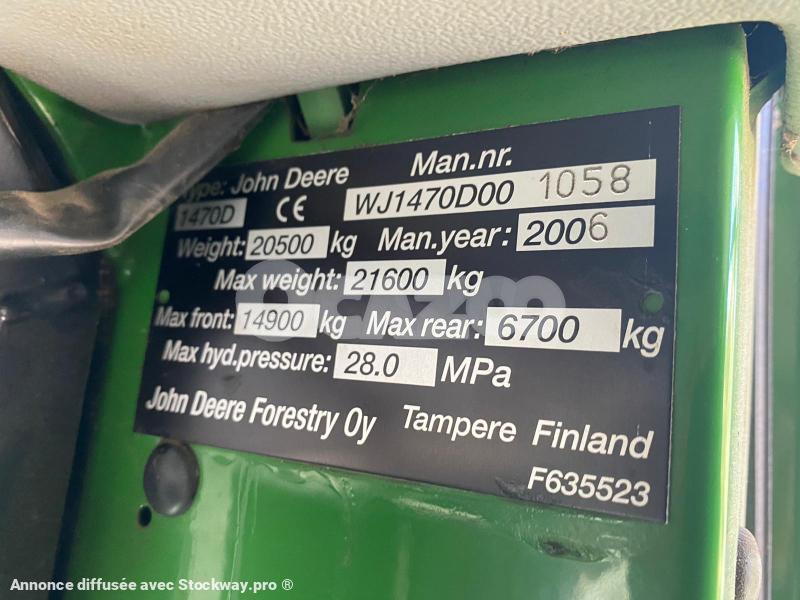 Type: John Deere Man.nr.
1470D CE WJ1470D00 1058
Weight: 20500 kg Man.year: 2006
Max weight: 21600 kg
Max front: 14900 kg Max rear: 6700 kg
Max hyd.pressure: 28.0 MPa
John Deere Forestry Oy Tampere Finland
F635523
OCAZOO
Annonce diffusée avec Stockway.pro ®